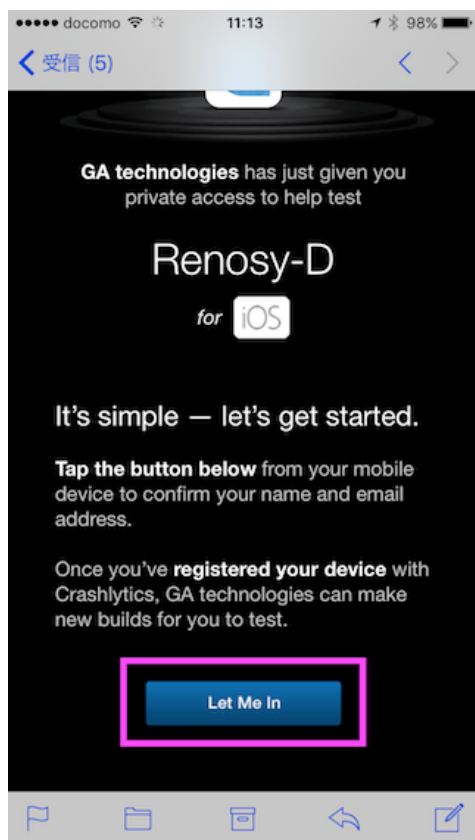 docomo 11:13 98%
受信 (5)
GA technologies has just given you
private access to help test
Renosy-D
for iOS
It's simple — let's get started.
Tap the button below from your mobile
device to confirm your name and email
address.
Once you've registered your device with
Crashlytics, GA technologies can make
new builds for you to test.
Let Me In